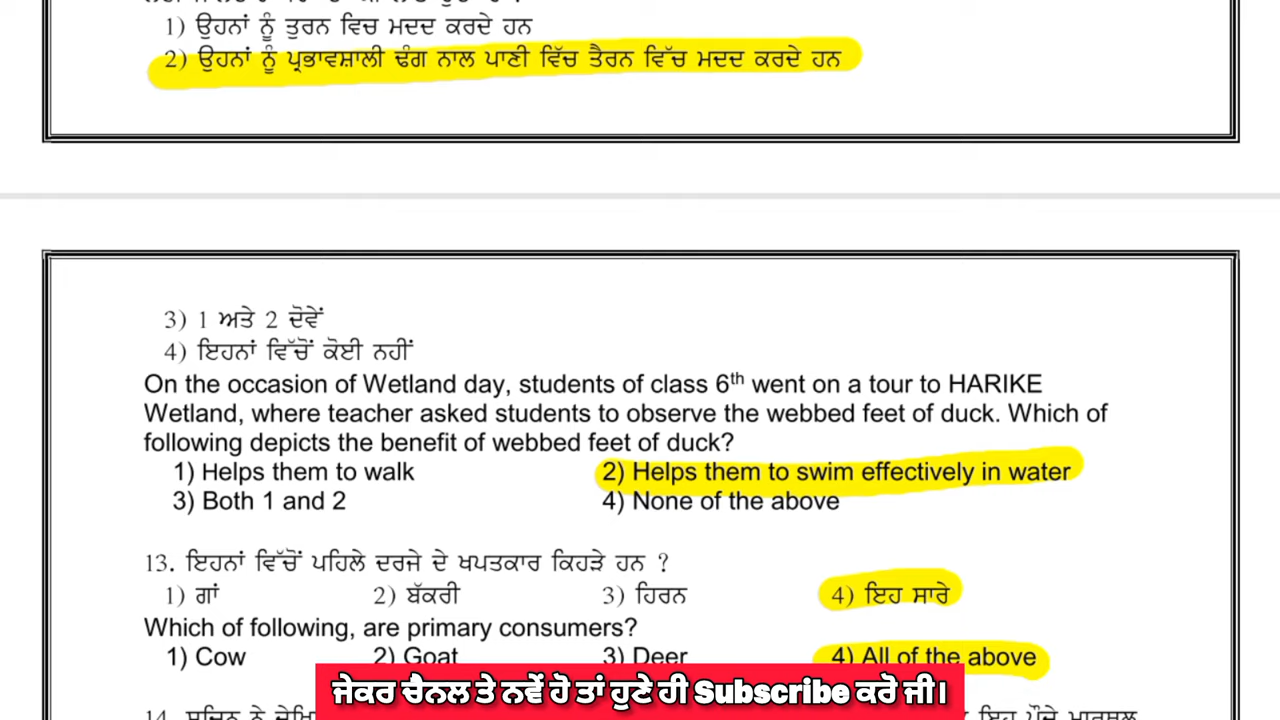 1) ਉਹਨਾਂ ਨੂੰ ਤੁਰਨ ਵਿਚ ਮਦਦ ਕਰਦੇ ਹਨ
2) ਉਹਨਾਂ ਨੂੰ ਪ੍ਰਭਾਵਸ਼ਾਲੀ ਢੰਗ ਨਾਲ ਪਾਣੀ ਵਿੱਚ ਤੈਰਨ ਵਿੱਚ ਮਦਦ ਕਰਦੇ ਹਨ
3) 1 ਅਤੇ 2 ਦੋਵੇਂ
4) ਇਹਨਾਂ ਵਿੱਚੋਂ ਕੋਈ ਨਹੀਂ
On the occasion of Wetland day, students of class 6th went on a tour to HARIKE
Wetland, where teacher asked students to observe the webbed feet of duck. Which of
following depicts the benefit of webbed feet of duck?
1) Helps them to walk 2) Helps them to swim effectively in water
3) Both 1 and 2 4) None of the above
13. ਇਹਨਾਂ ਵਿੱਚੋਂ ਪਹਿਲੇ ਦਰਜੇ ਦੇ ਖਪਤਕਾਰ ਕਿਹੜੇ ਹਨ ?
1) ਗਾਂ 2) ਬੱਕਰੀ 3) ਹਿਰਨ 4) ਇਹ ਸਾਰੇ
Which of following, are primary consumers?
1) Cow 2) Goat 3) Deer 4) All of the above
ਜੇਕਰ ਚੈਨਲ ਤੇ ਨਵੇਂ ਹੋ ਤਾਂ ਹੁਣੇ ਹੀ Subscribe ਕਰੋ ਜੀ।